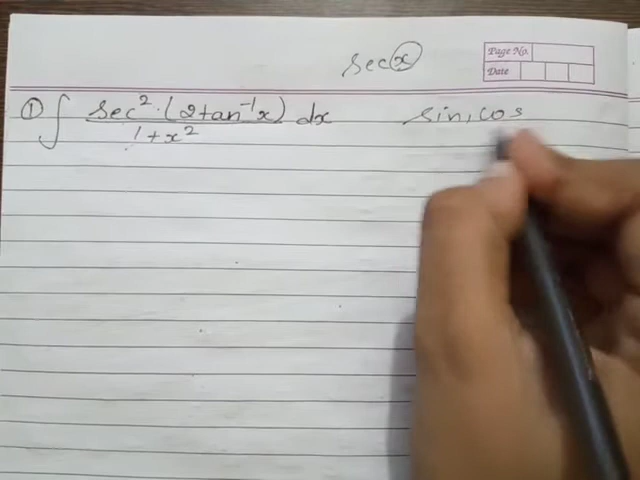 sec(x)
Page No.
Date
① ∫ sec²·(2tan⁻¹x) / 1+x² dx
sin, cos